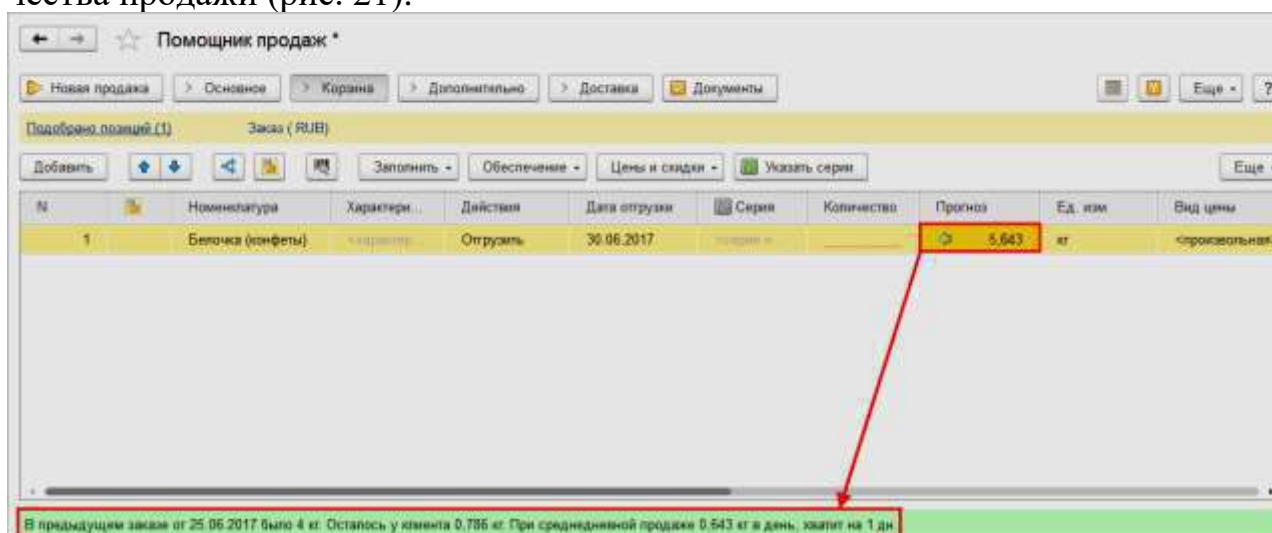 чества продажи (рис. 21).
Помощник продаж *
Новая продажа > Основное > Корзина > Дополнительно > Доставка Документы Еще ?
Подобрано позиций (1) Заказ ( RUB)
Добавить Заполнить Обеспечение Цены и скидки Указать серии Еще
N Номенклатура Характери... Действия Дата отгрузки Серия Количество Прогноз Ед. изм Вид цены
1 Белочка (конфеты) Отгрузить 30.06.2017 5,643 кг <произвольная>
В предыдущем заказе от 25.06.2017 было 4 кг. Осталось у клиента 0,786 кг. При среднедневной продаже 0,643 кг в день, хватит на 1 дн.